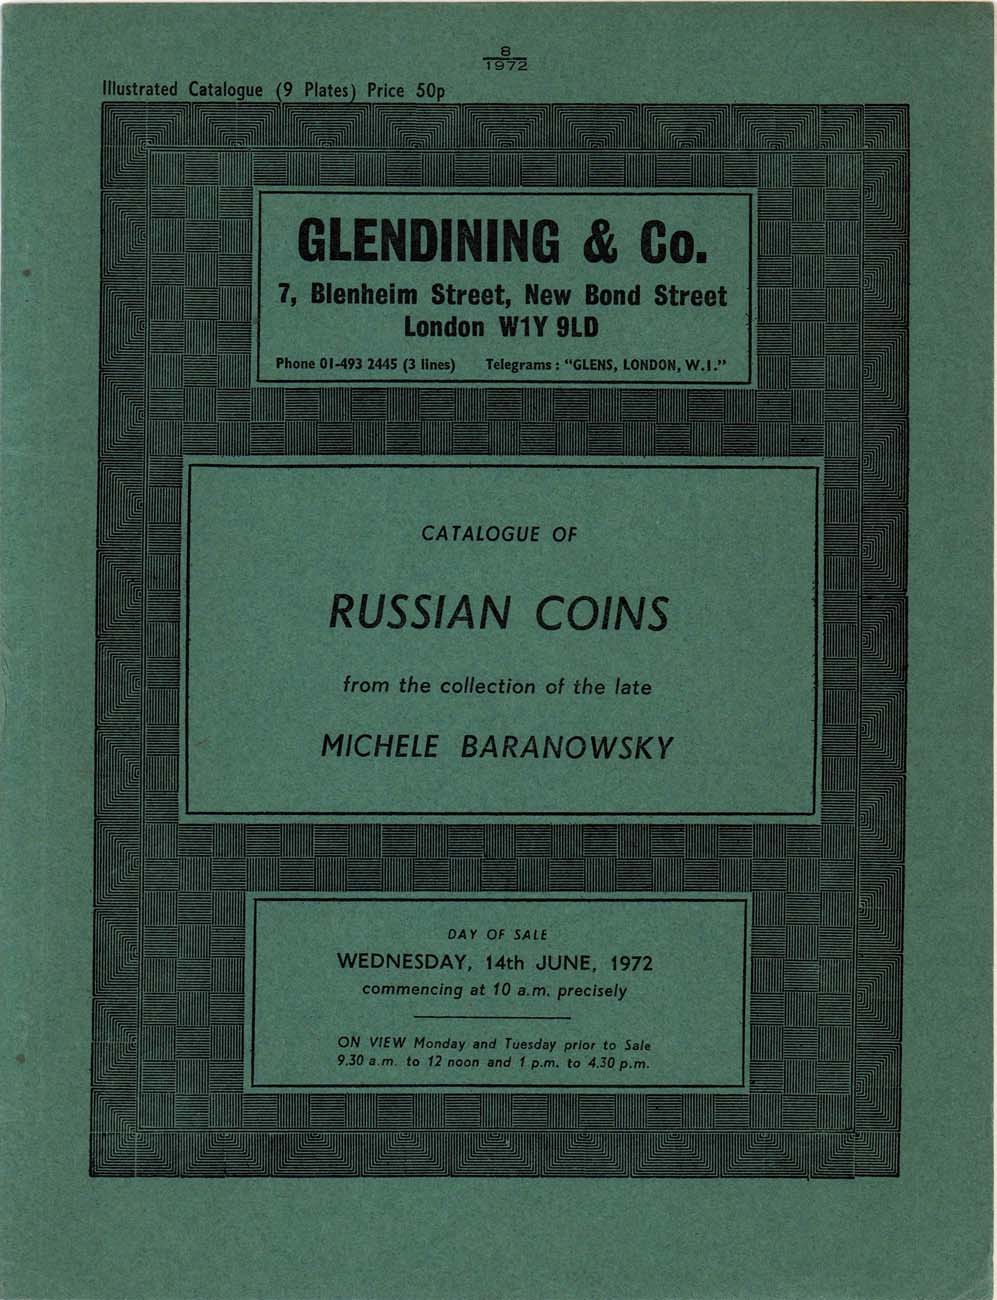 8
1972
Illustrated Catalogue (9 Plates) Price 50p
GLENDINING & Co.
7, Blenheim Street, New Bond Street
London W1Y 9LD
Phone 01-493 2445 (3 lines) Telegrams: "GLENS, LONDON, W.1."
CATALOGUE OF
RUSSIAN COINS
from the collection of the late
MICHELE BARANOWSKY
DAY OF SALE
WEDNESDAY, 14th JUNE, 1972
commencing at 10 a.m. precisely
ON VIEW Monday and Tuesday prior to Sale
9.30 a.m. to 12 noon and 1 p.m. to 4.30 p.m.